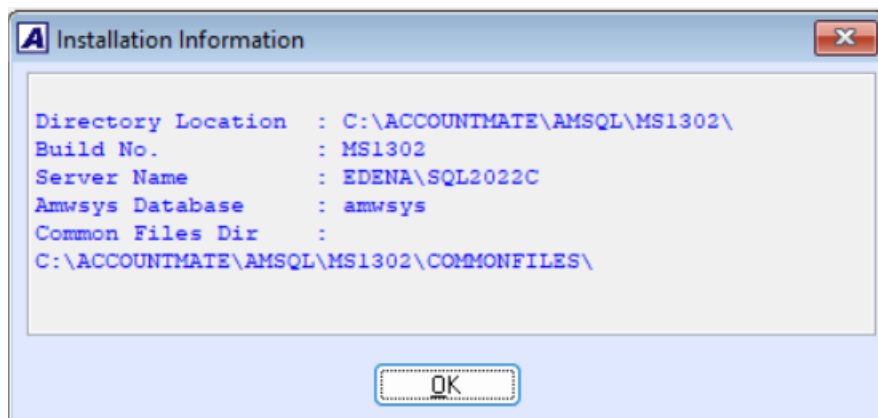 Installation Information
Directory Location : C:\ACCOUNTMATE\AMSQL\MS1302\
Build No. : MS1302
Server Name : EDENA\SQL2022C
Amwsys Database : amwsys
Common Files Dir :
C:\ACCOUNTMATE\AMSQL\MS1302\COMMONFILES\
OK